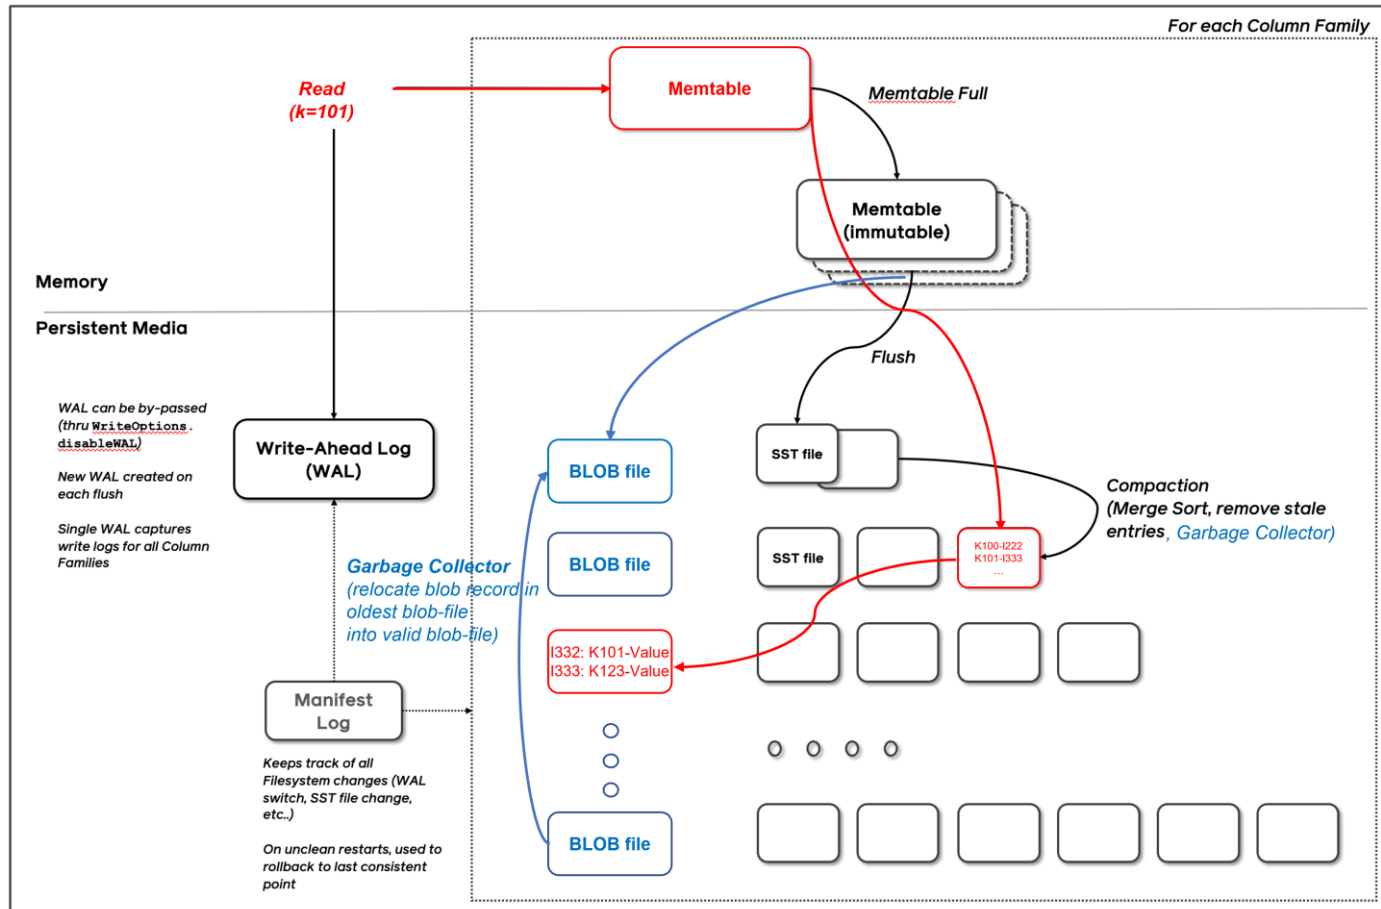 For each Column Family
Read
(k=101)
Memtable
Memtable Full
Memtable
(immutable)
Memory
Persistent Media
Flush
WAL can be by-passed
(thru WriteOptions.
disableWAL)
New WAL created on
each flush
Single WAL captures
write logs for all Column
Families
Write-Ahead Log
(WAL)
BLOB file
SST file
Compaction
(Merge Sort, remove stale
entries, Garbage Collector)
Garbage Collector
(relocate blob record in
oldest blob-file
into valid blob-file)
BLOB file
SST file
K100-I222
K101-I333
...
I332: K101-Value
I333: K123-Value
Manifest
Log
Keeps track of all
Filesystem changes (WAL
switch, SST file change,
etc..)
On unclean restarts, used to
rollback to last consistent
point
BLOB file